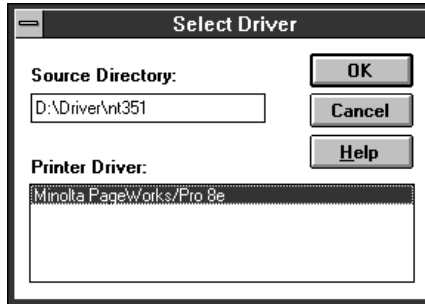 Select Driver
Source Directory:
OK
D:\Driver\nt351
Cancel
Help
Printer Driver:
Minolta PageWorks/Pro 8e